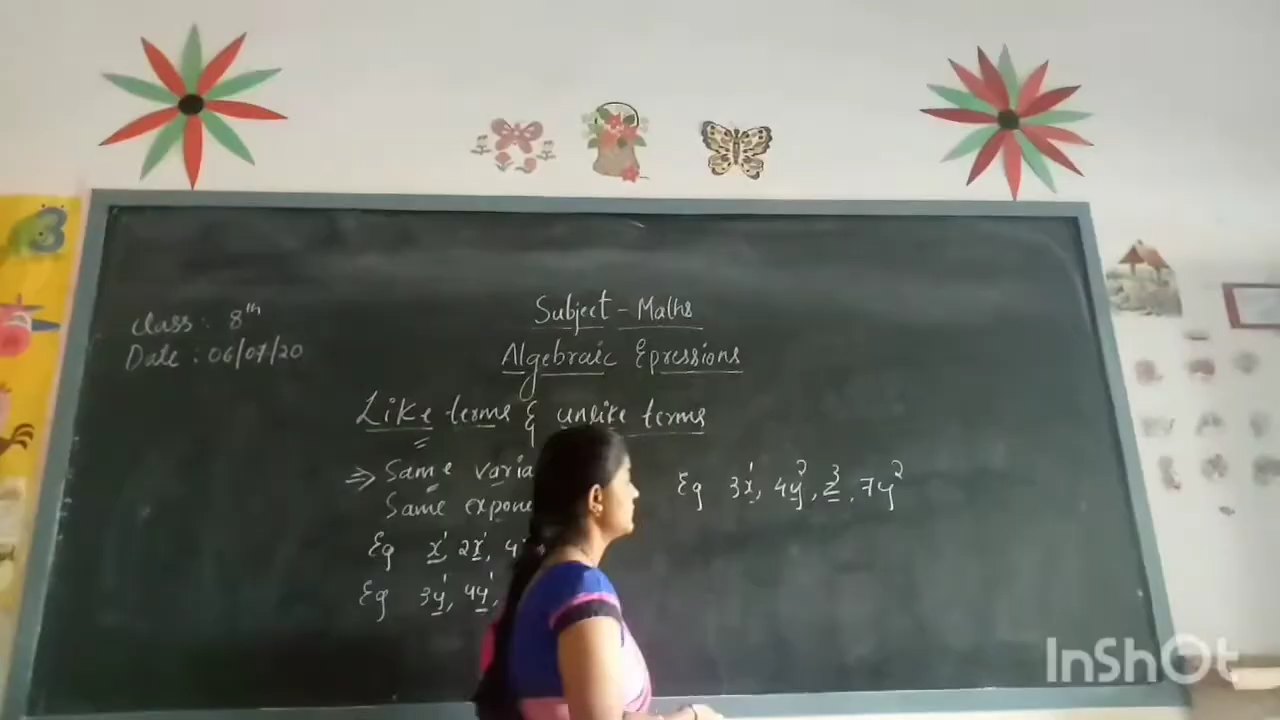 Class: 8th
Date: 06/07/20
Subject - Maths
Algebraic Epressions
Like terms & unlike terms
⇒ Same varia
Same expone
Eg x¹, 2x¹, 4
Eg 3y¹, 4y¹,
Eg 3x¹, 4y², z³, 7y²
InShOt